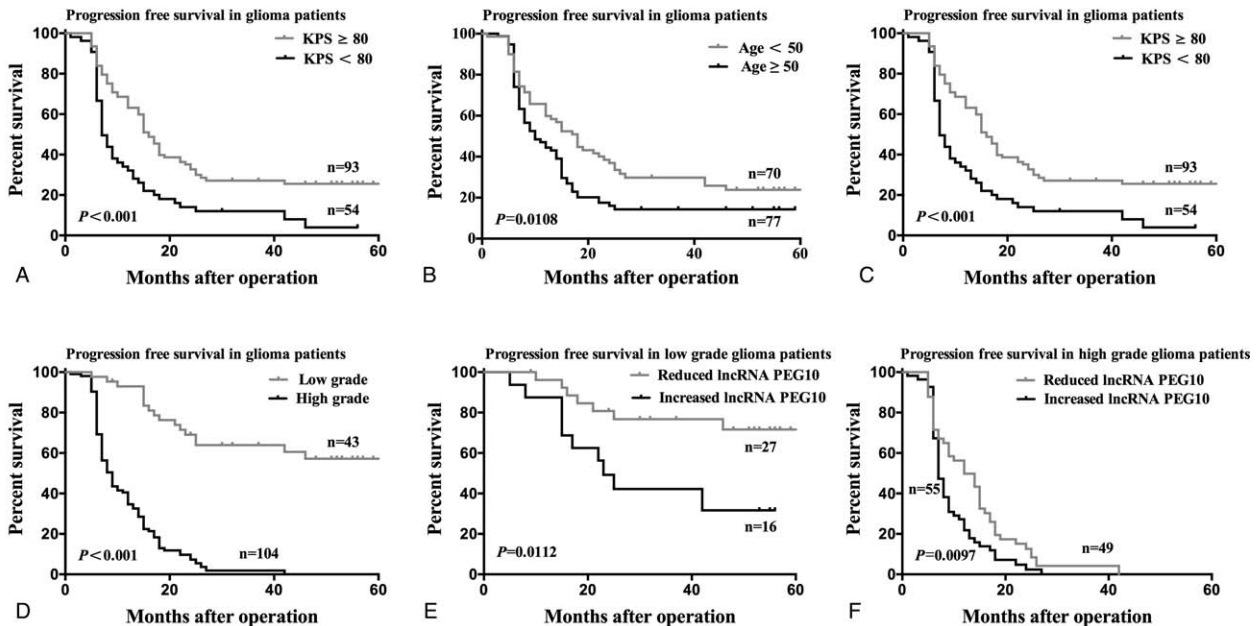 Progression free survival in glioma patients
KPS ≥ 80
KPS < 80
Percent survival
100
80
60
40
20
0
n=93
n=54
P<0.001
0
20
40
60
Months after operation
A
Progression free survival in glioma patients
Age < 50
Age ≥ 50
Percent survival
100
80
60
40
20
0
n=70
n=77
P=0.0108
0
20
40
60
Months after operation
B
Progression free survival in glioma patients
KPS ≥ 80
KPS < 80
Percent survival
100
80
60
40
20
0
n=93
n=54
P<0.001
0
20
40
60
Months after operation
C
Progression free survival in glioma patients
Low grade
High grade
Percent survival
100
80
60
40
20
0
n=43
n=104
P<0.001
0
20
40
60
Months after operation
D
Progression free survival in low grade glioma patients
Reduced lncRNA PEG10
Increased lncRNA PEG10
Percent survival
100
80
60
40
20
0
n=27
n=16
P=0.0112
0
20
40
60
Months after operation
E
Progression free survival in high grade glioma patients
Reduced lncRNA PEG10
Increased lncRNA PEG10
Percent survival
100
80
60
40
20
0
n=55
n=49
P=0.0097
0
20
40
60
Months after operation
F